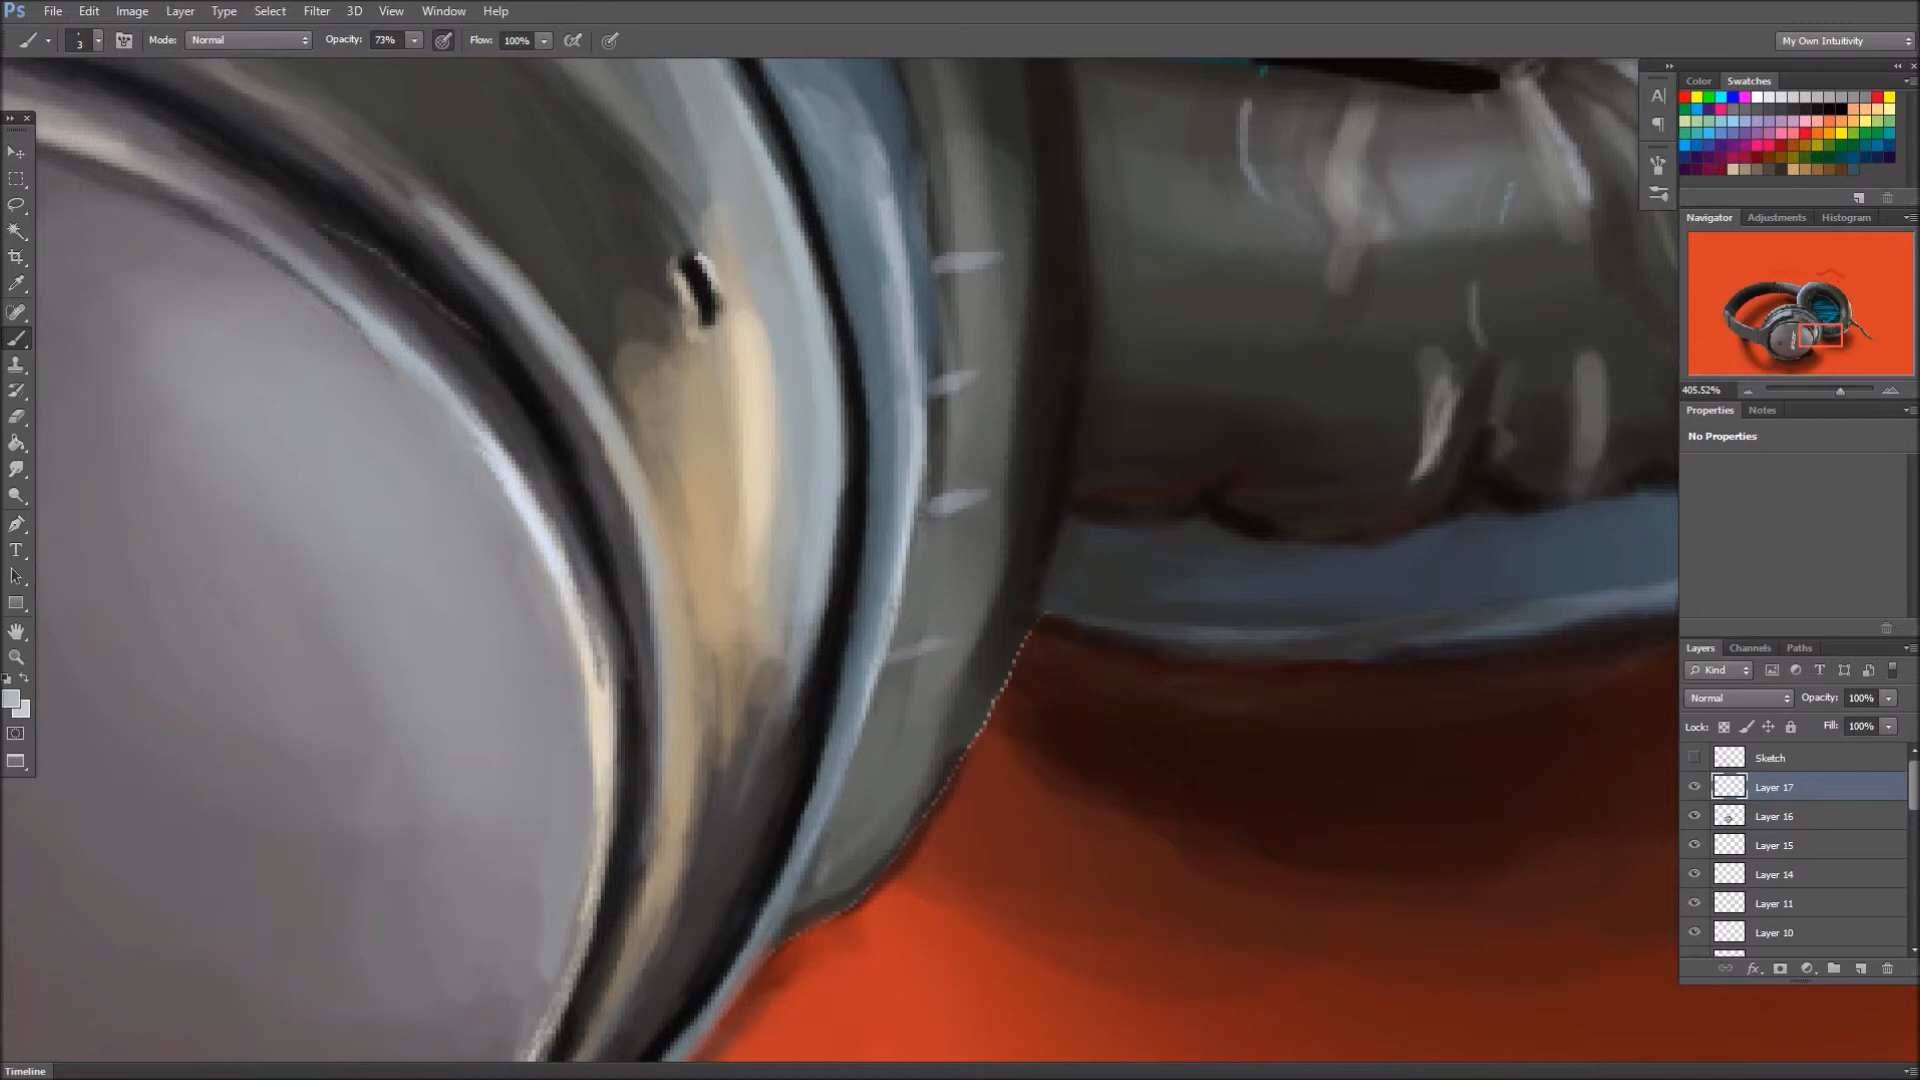 Ps File Edit Image Layer Type Select Filter 3D View Window Help
3 Mode: Normal Opacity: 73% Flow: 100% My Own Intuitivity
Color Swatches
Navigator Adjustments Histogram
405.52%
Properties Notes
No Properties
Layers Channels Paths
Kind
Normal Opacity: 100%
Lock: Fill: 100%
Sketch
Layer 17
Layer 16
Layer 15
Layer 14
Layer 11
Layer 10
Timeline